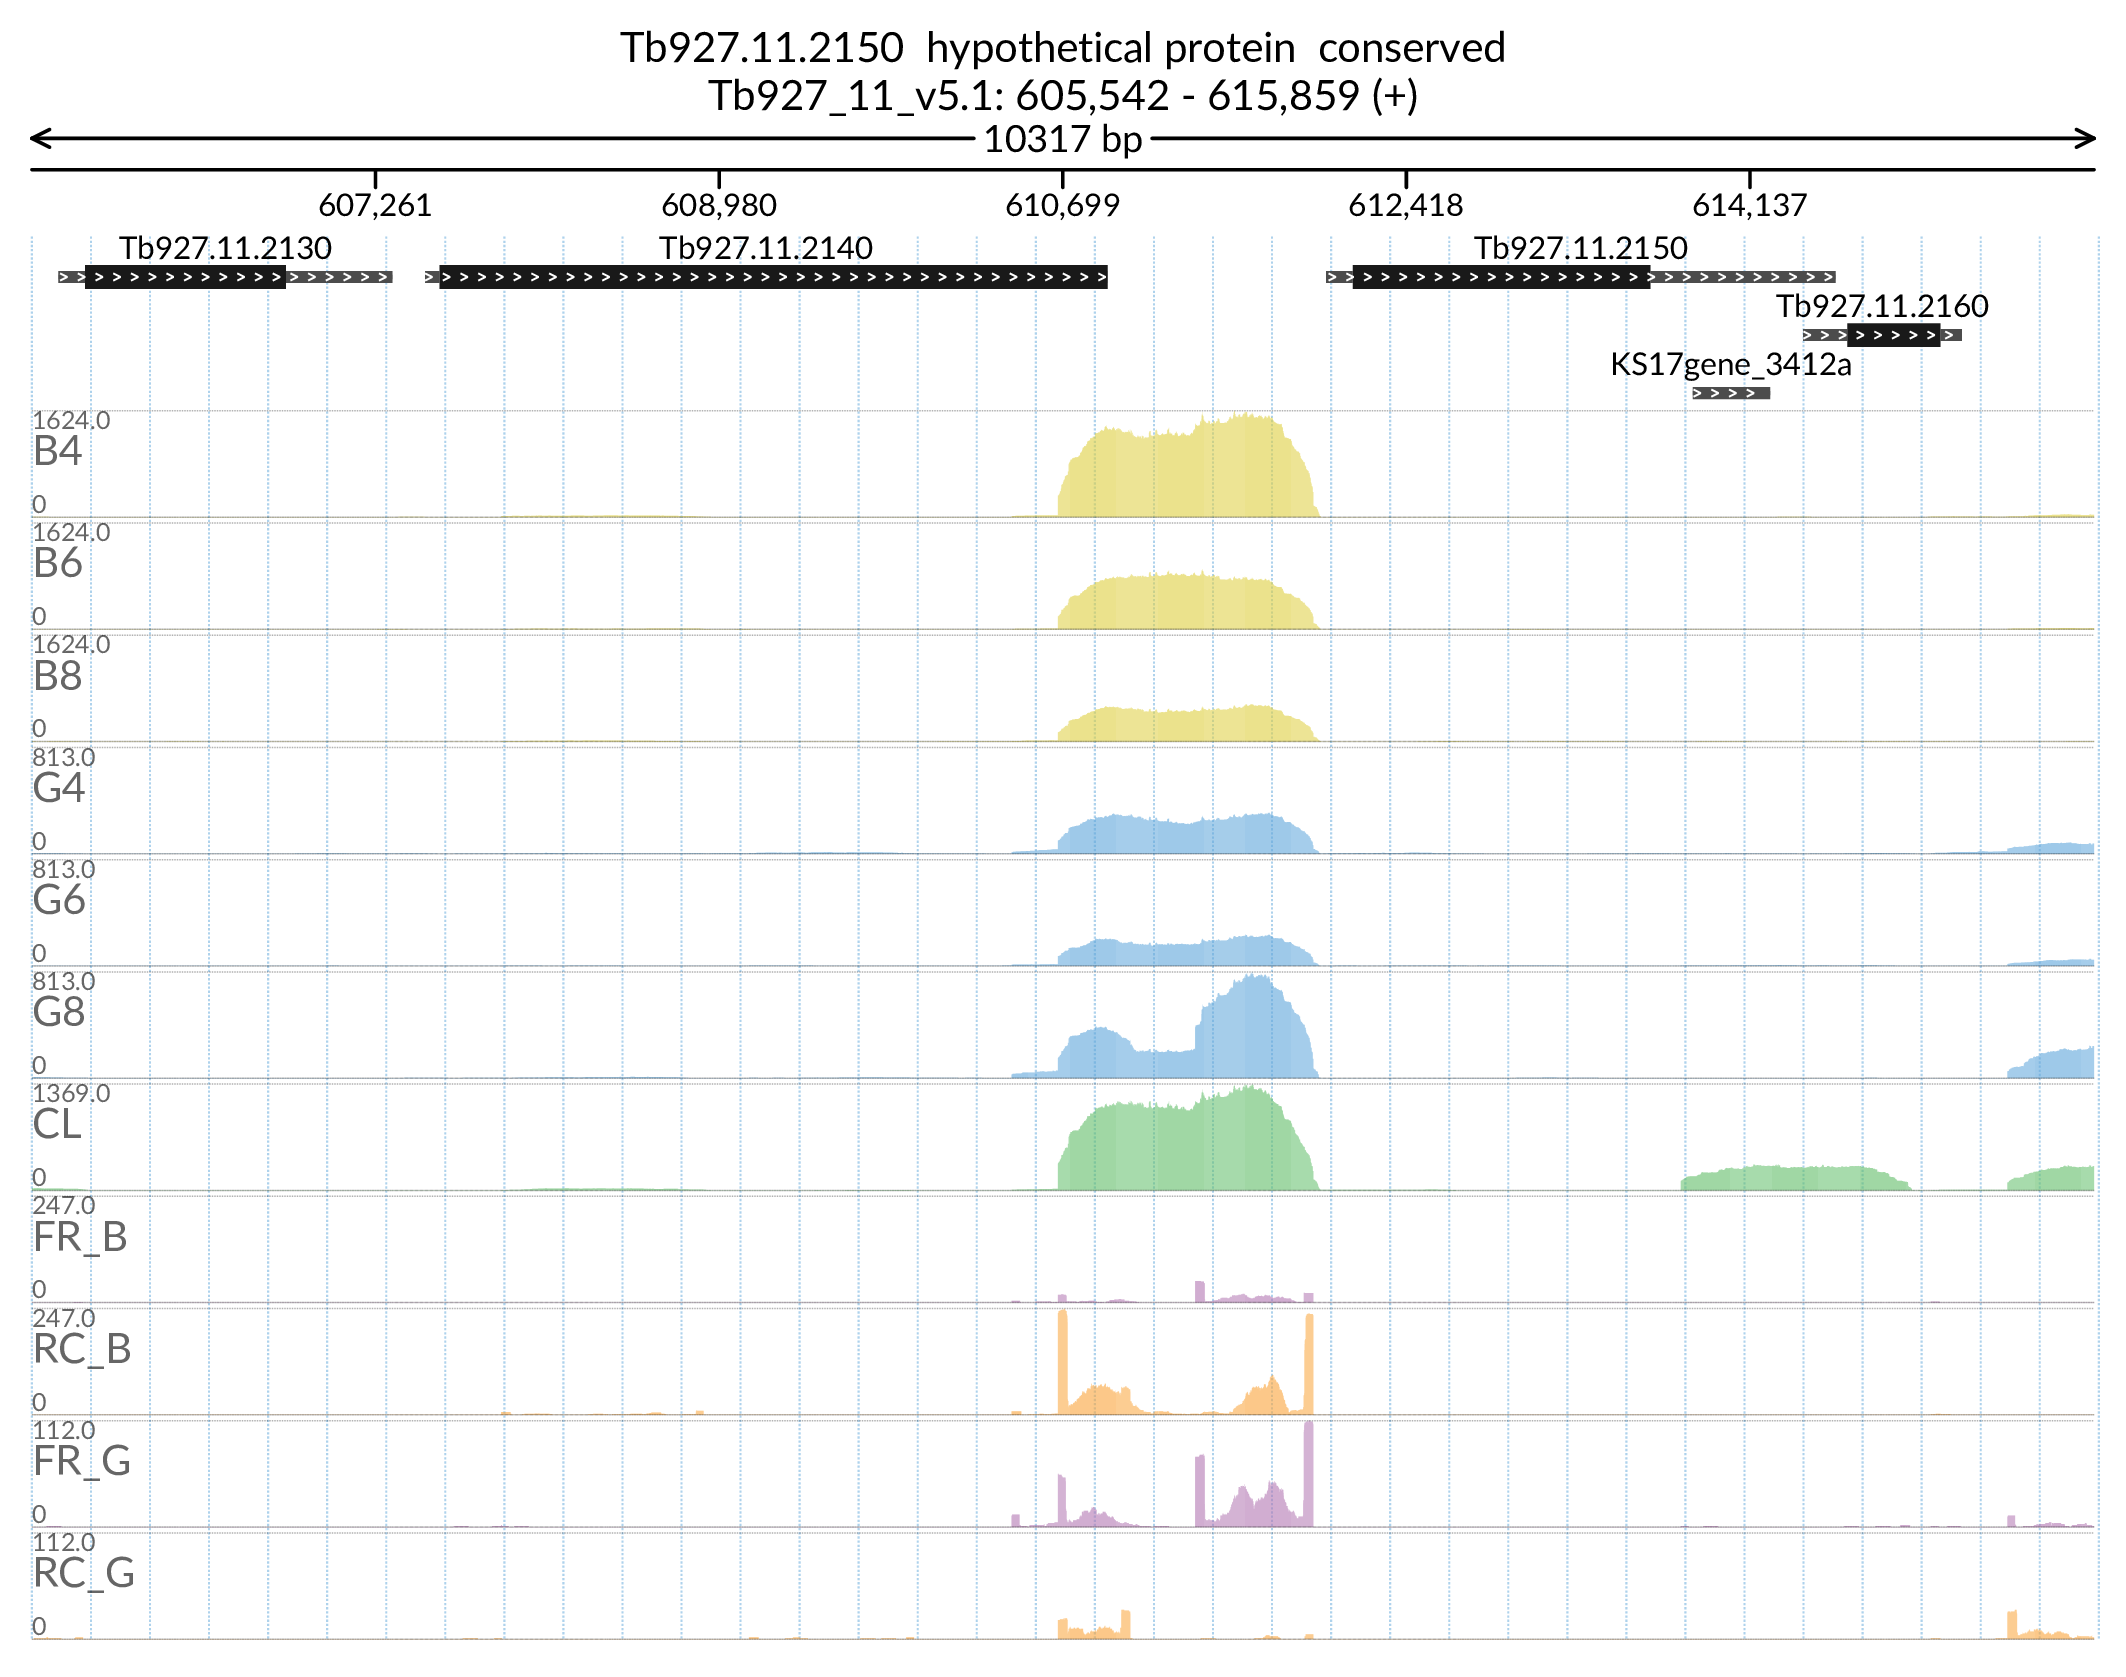 Tb927.11.2150  hypothetical protein  conserved
Tb927_11_v5.1: 605,542 - 615,859 (+)
10317 bp
607,261 608,980 610,699 612,418 614,137
Tb927.11.2130 Tb927.11.2140 Tb927.11.2150
Tb927.11.2160
KS17gene_3412a
1624.0
B4
0
1624.0
B6
0
1624.0
B8
0
813.0
G4
0
813.0
G6
0
813.0
G8
0
1369.0
CL
0
247.0
FR_B
0
247.0
RC_B
0
112.0
FR_G
0
112.0
RC_G
0